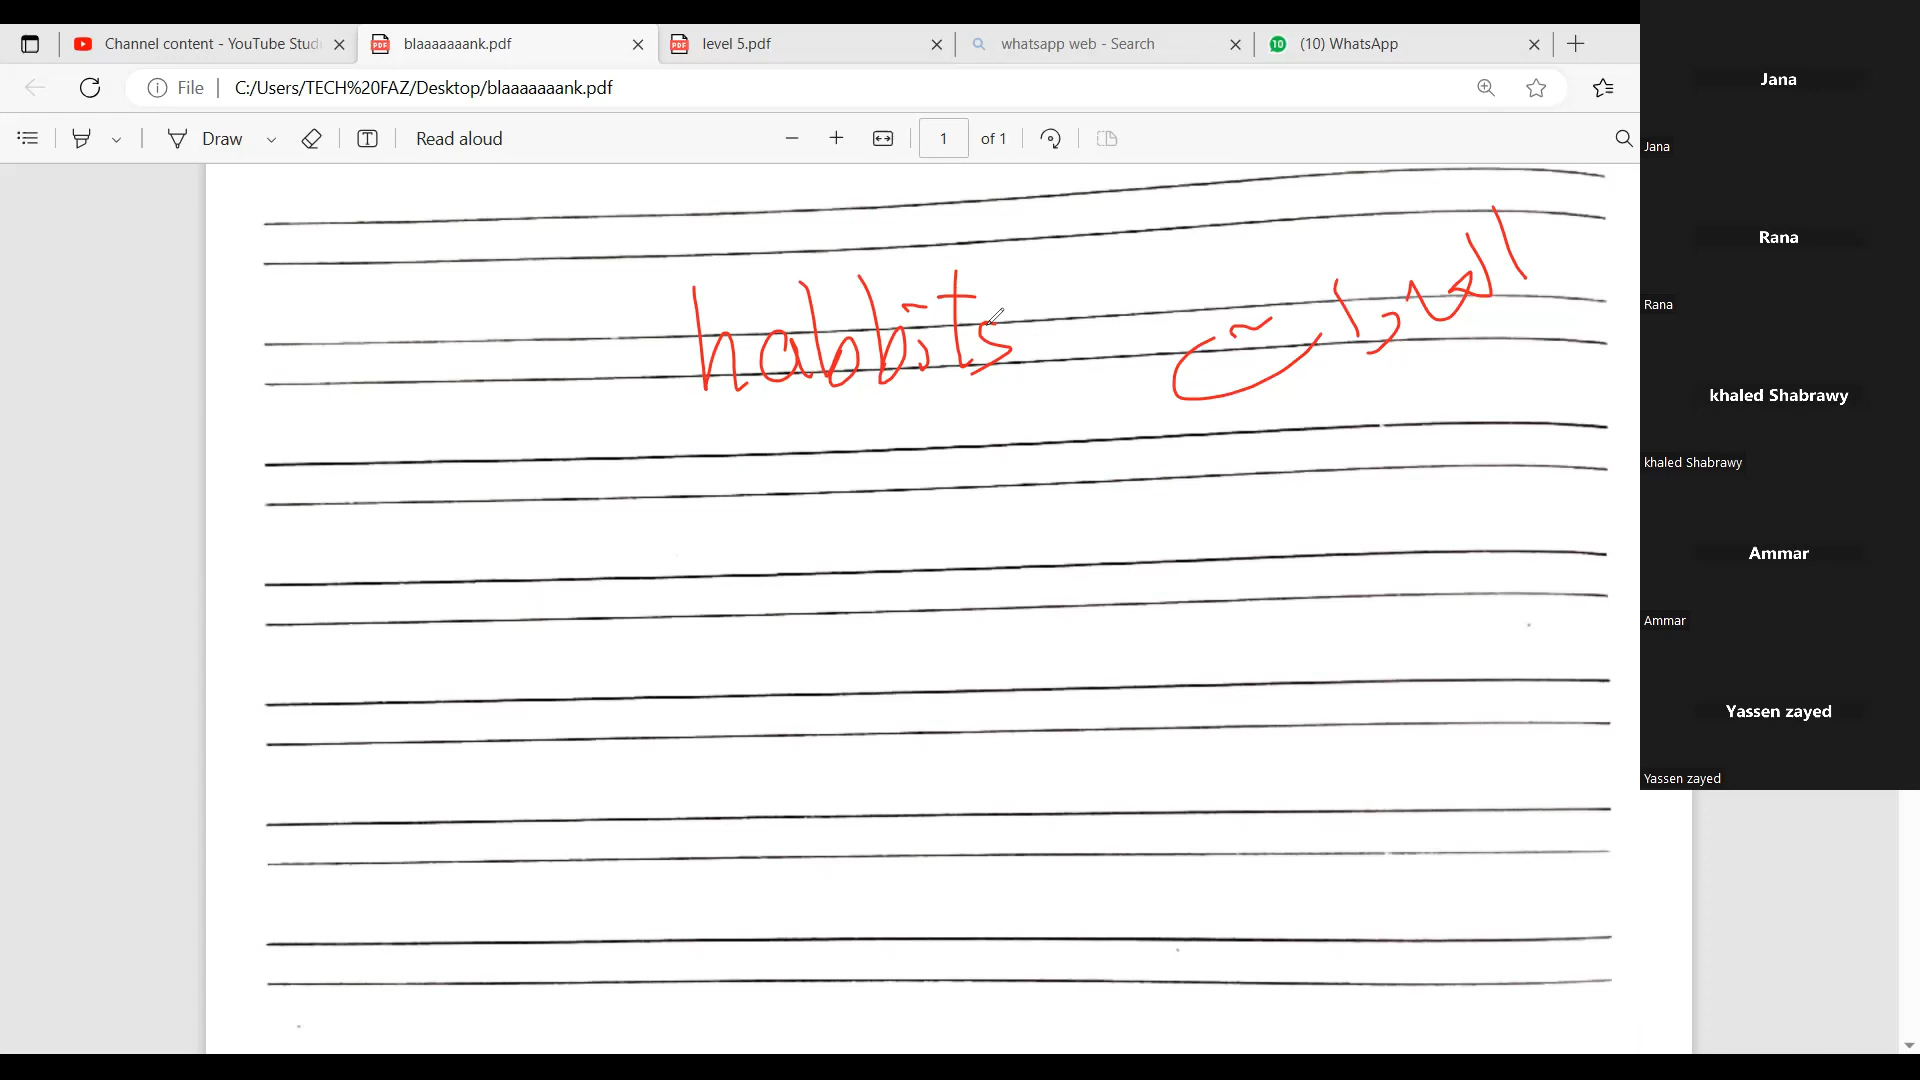 Channel content - YouTube Studi
blaaaaaaank.pdf
level 5.pdf
whatsapp web - Search
(10) WhatsApp
File
C:/Users/TECH%20FAZ/Desktop/blaaaaaaank.pdf
Draw
Read aloud
1 of 1
habbits العادات
Jana
Jana
Rana
Rana
khaled Shabrawy
khaled Shabrawy
Ammar
Ammar
Yassen zayed
Yassen zayed